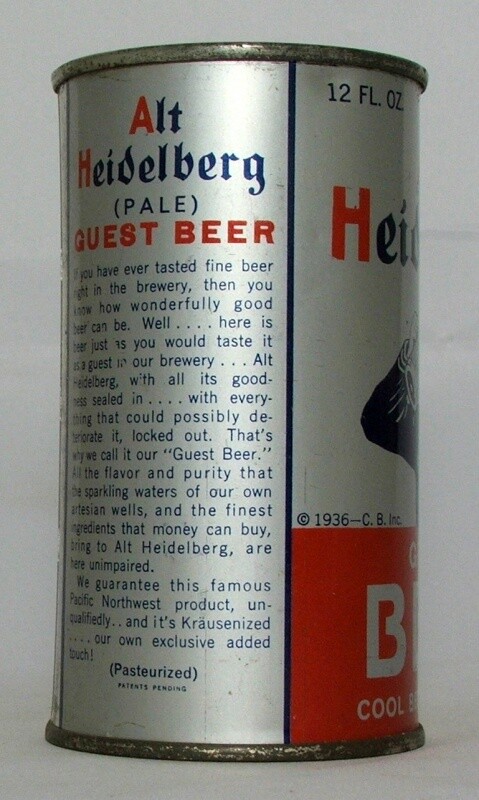 Alt
Heidelberg
(PALE)
GUEST BEER
If you have ever tasted fine beer
right in the brewery, then you
know how wonderfully good
beer can be. Well .... here is
beer just as you would taste it
as a guest in our brewery ... Alt
Heidelberg, with all its good-
ness sealed in .... with every-
thing that could possibly de-
teriorate it, locked out. That's
why we call it our "Guest Beer."
All the flavor and purity that
the sparkling waters of our own
artesian wells, and the finest
ingredients that money can buy,
bring to Alt Heidelberg, are
here unimpaired.
We guarantee this famous
Pacific Northwest product, un-
qualifiedly.. and it's Kräusenized
.... our own exclusive added
touch!
(Pasteurized)
PATENTS PENDING
12 FL. OZ.
Hei
© 1936—C. B. Inc.
G
B
COOL B